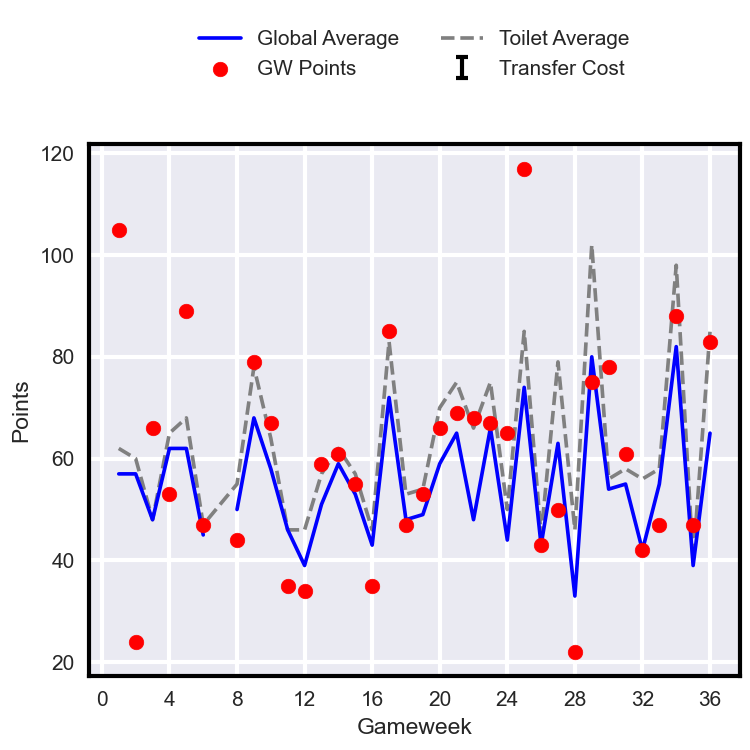 Global Average
GW Points
Toilet Average
Transfer Cost
120
100
80
60
40
20
Points
0 4 8 12 16 20 24 28 32 36
Gameweek